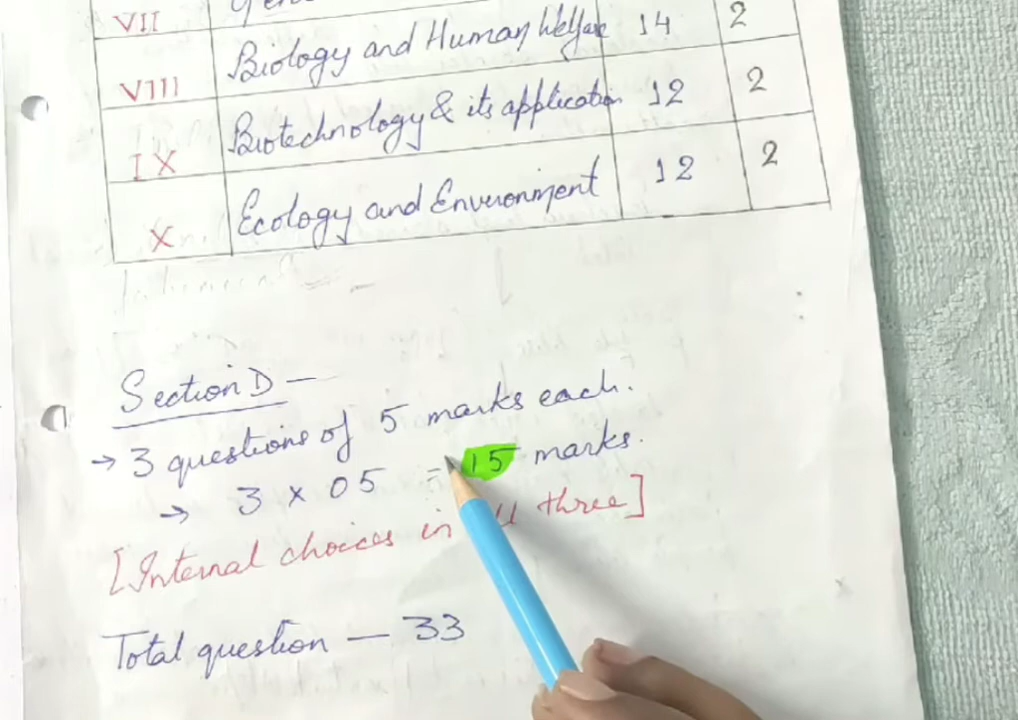 VII
VIII Biology and Human Welfare 14 2
IX Biotechnology & its application 12 2
X Ecology and Environment 12 2
Section D —
→ 3 questions of 5 marks each.
→ 3 × 05 = 15 marks.
[Internal choices in all three]
Total question — 33